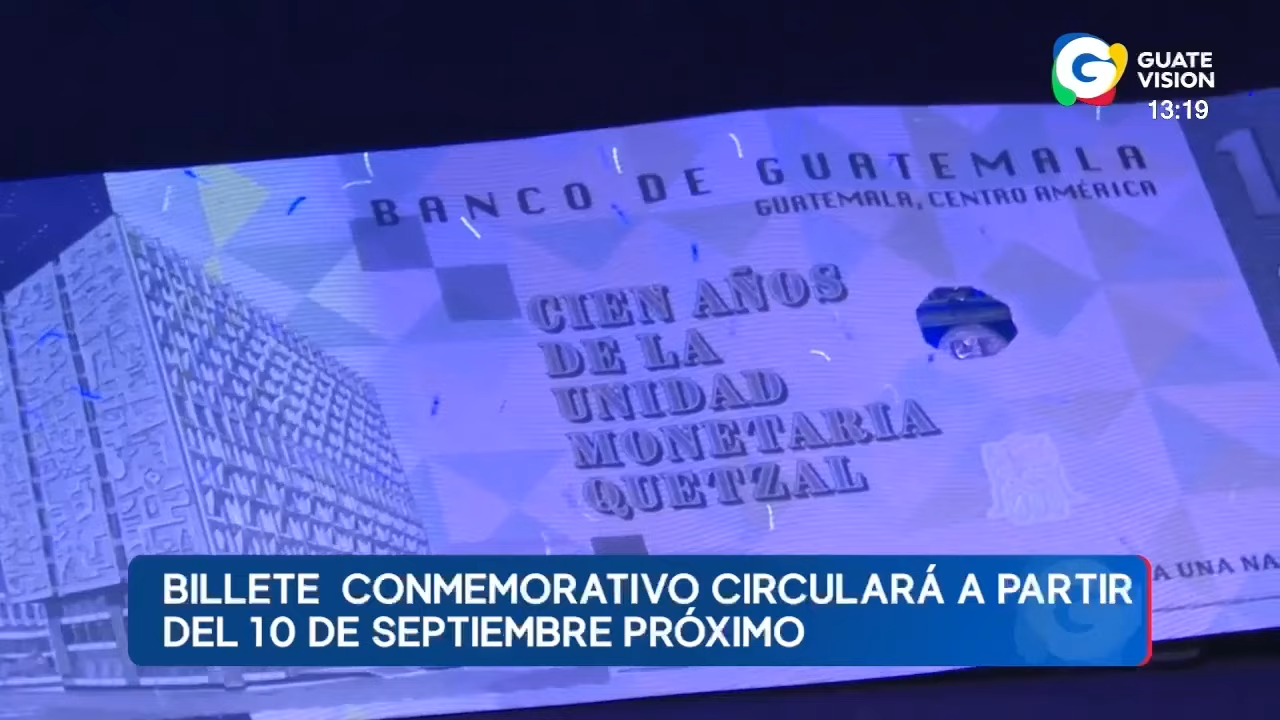 GUATE
VISION
13:19
BANCO DE GUATEMALA
GUATEMALA, CENTRO AMÉRICA
CIEN AÑOS
DE LA
UNIDAD
MONETARIA
QUETZAL
A UNA NA
BILLETE CONMEMORATIVO CIRCULARÁ A PARTIR
DEL 10 DE SEPTIEMBRE PRÓXIMO